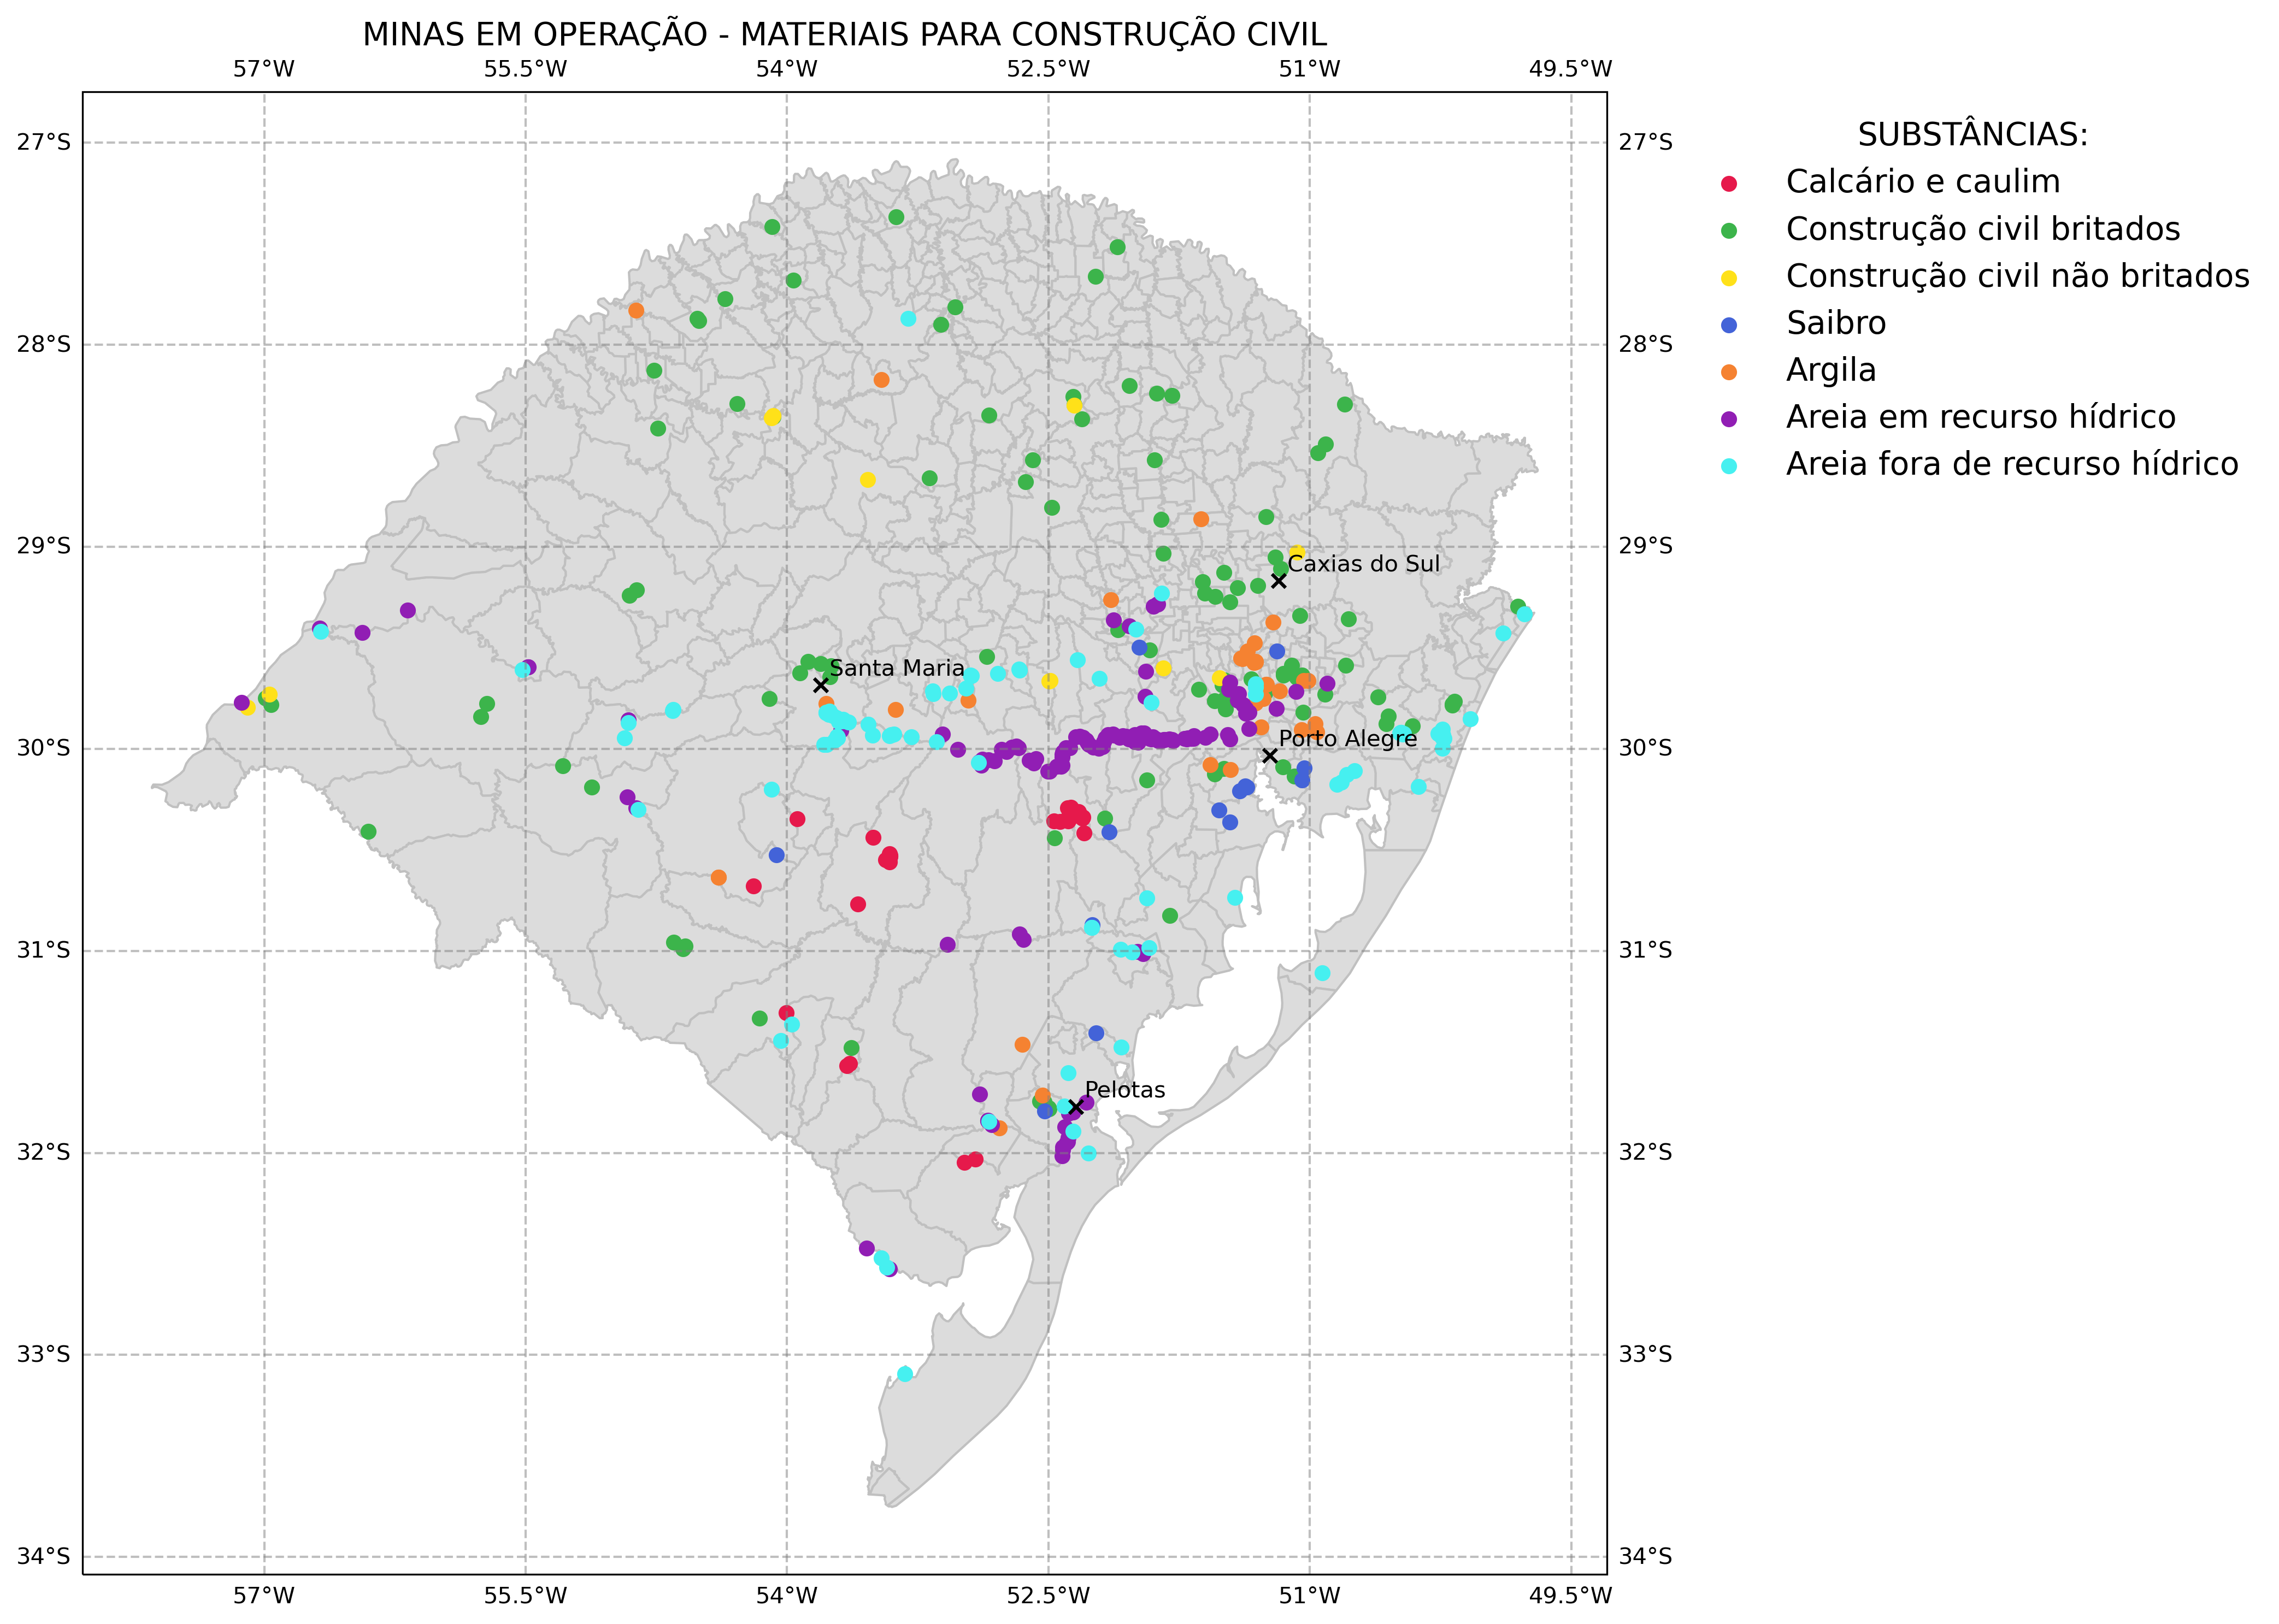 MINAS EM OPERAÇÃO - MATERIAIS PARA CONSTRUÇÃO CIVIL
57°W 55.5°W 54°W 52.5°W 51°W 49.5°W
27°S 27°S
SUBSTÂNCIAS:
Calcário e caulim
Construção civil britados
Construção civil não britados
Saibro
Argila
Areia em recurso hídrico
Areia fora de recurso hídrico
28°S 28°S
29°S 29°S
Caxias do Sul
Santa Maria
30°S 30°S
Porto Alegre
31°S 31°S
Pelotas
32°S 32°S
33°S 33°S
34°S 34°S
57°W 55.5°W 54°W 52.5°W 51°W 49.5°W